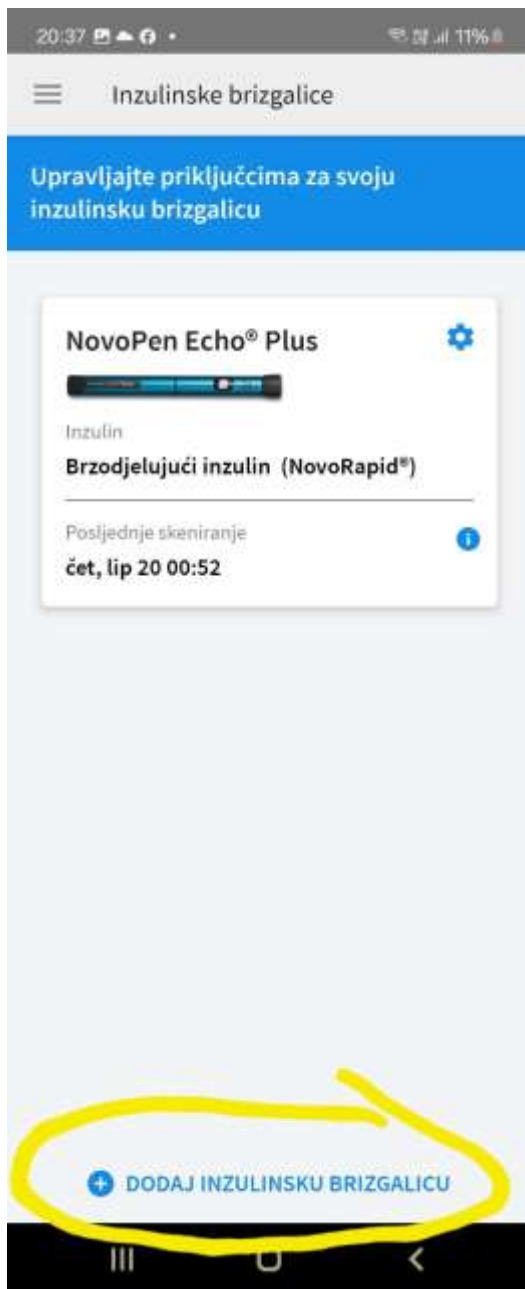 20:37
11%
Inzulinske brizgalice
Upravljajte priključcima za svoju
inzulinsku brizgalicu
NovoPen Echo® Plus
Inzulin
Brzodjelujući inzulin (NovoRapid®)
Posljednje skeniranje
čet, lip 20 00:52
DODAJ INZULINSKU BRIZGALICU